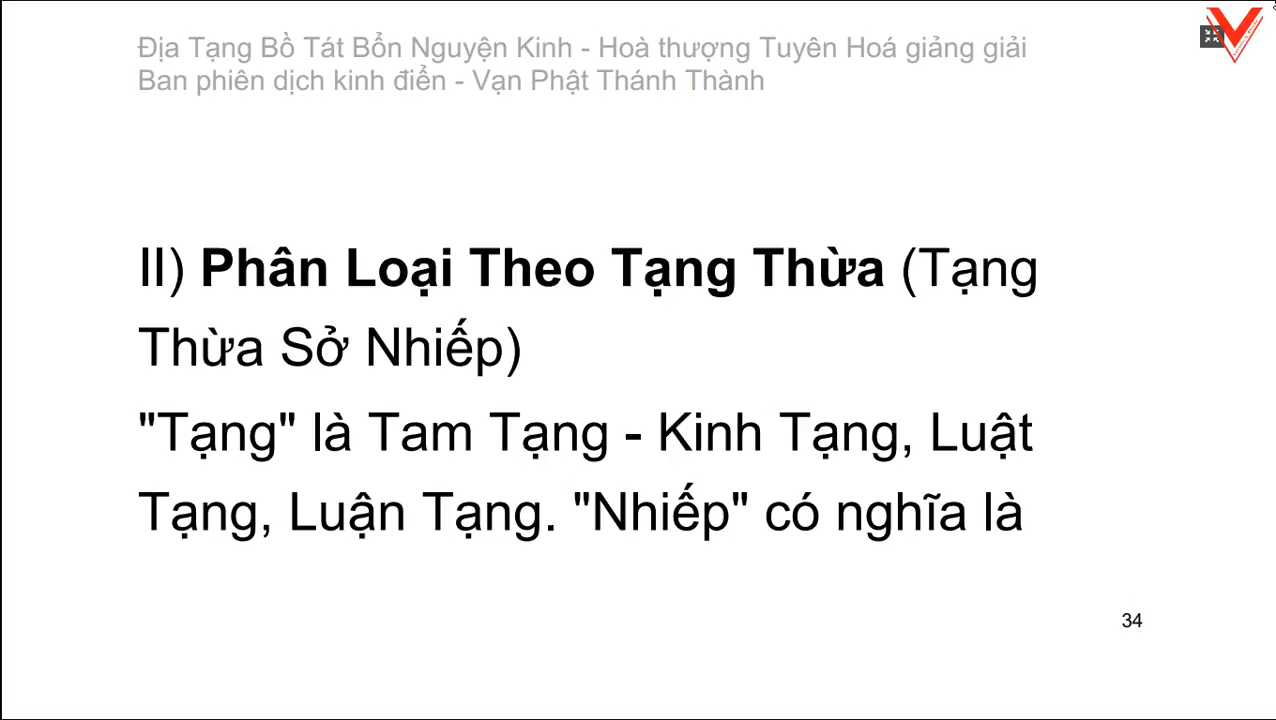 Địa Tạng Bồ Tát Bổn Nguyện Kinh - Hoà thượng Tuyên Hoá giảng giải
Ban phiên dịch kinh điển - Vạn Phật Thánh Thành
II) Phân Loại Theo Tạng Thừa (Tạng
Thừa Sở Nhiếp)
"Tạng" là Tam Tạng - Kinh Tạng, Luật
Tạng, Luận Tạng. "Nhiếp" có nghĩa là
34